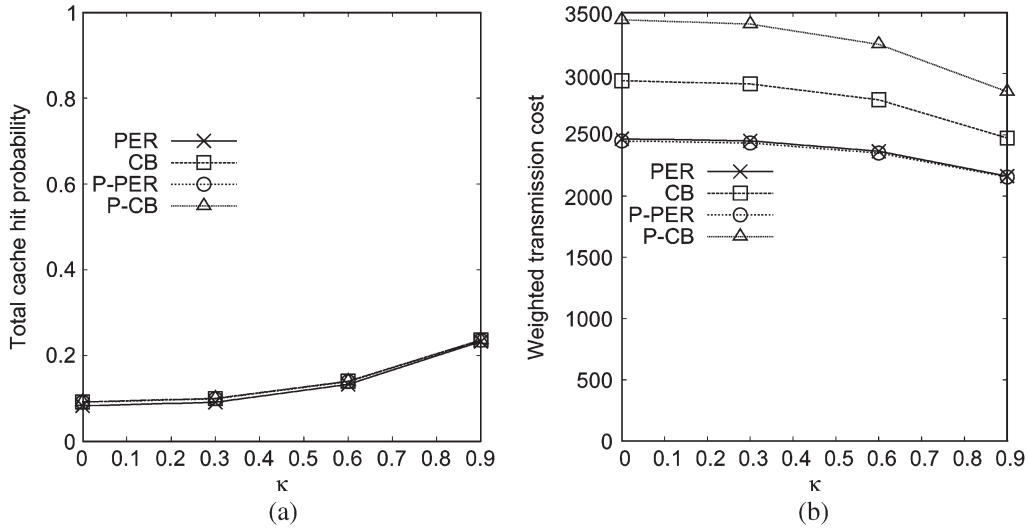 Total cache hit probability
1
0.8
0.6
0.4
0.2
0
PER
CB
P-PER
P-CB
0 0.1 0.2 0.3 0.4 0.5 0.6 0.7 0.8 0.9
κ
(a)
Weighted transmission cost
3500
3000
2500
2000
1500
1000
500
0
PER
CB
P-PER
P-CB
0 0.1 0.2 0.3 0.4 0.5 0.6 0.7 0.8 0.9
κ
(b)